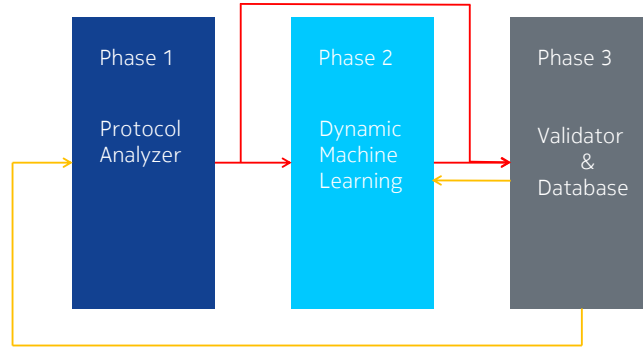 Phase 1
Protocol
Analyzer
Phase 2
Dynamic
Machine
Learning
Phase 3
Validator
&
Database